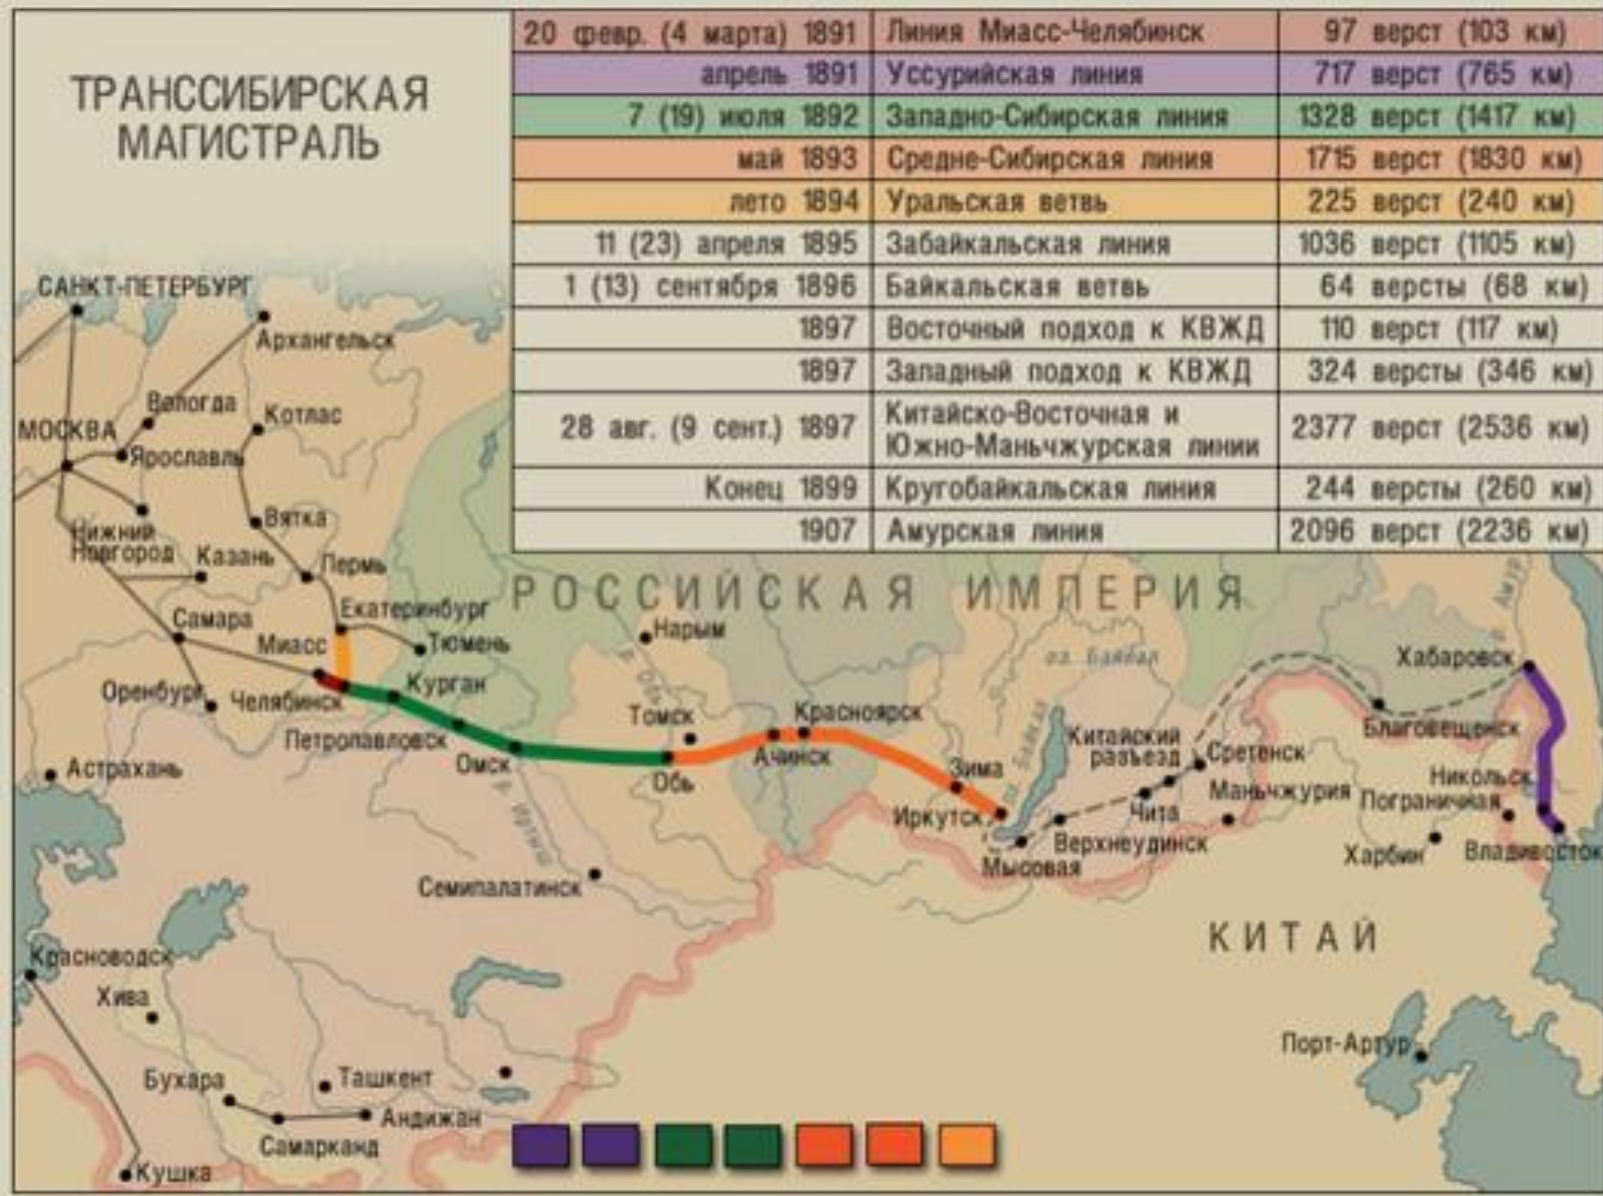 ТРАНССИБИРСКАЯ
МАГИСТРАЛЬ
20 февр. (4 марта) 1891 Линия Миасс-Челябинск 97 верст (103 км)
апрель 1891 Уссурийская линия 717 верст (765 км)
7 (19) июля 1892 Западно-Сибирская линия 1328 верст (1417 км)
май 1893 Средне-Сибирская линия 1715 верст (1830 км)
лето 1894 Уральская ветвь 225 верст (240 км)
11 (23) апреля 1895 Забайкальская линия 1036 верст (1105 км)
1 (13) сентября 1896 Байкальская ветвь 64 версты (68 км)
1897 Восточный подход к КВЖД 110 верст (117 км)
1897 Западный подход к КВЖД 324 версты (346 км)
28 авг. (9 сент.) 1897 Китайско-Восточная и
Южно-Маньчжурская линии 2377 верст (2536 км)
Конец 1899 Кругобайкальская линия 244 версты (260 км)
1907 Амурская линия 2096 верст (2236 км)
САНКТ-ПЕТЕРБУРГ
Архангельск
Вологда
Котлас
МОСКВА
Ярославль
Вятка
Нижний
Новгород
Казань
Пермь
РОССИЙСКАЯ ИМПЕРИЯ
р. Амур
Самара
Екатеринбург
Миасс
Тюмень
Нарым
р. Обь
оз. Байкал
Хабаровск
Оренбург
Челябинск
Курган
Томск
Красноярск
Петропавловск
Омск
Обь
Ачинск
Зима
оз. Байкал
Китайский
разъезд
Сретенск
Благовещенск
Астрахань
р. Иртыш
Иркутск
Чита
Маньчжурия
Никольск
Пограничная
Мысовая
Верхнеудинск
Харбин
Владивосток
Семипалатинск
КИТАЙ
Красноводск
Хива
Порт-Артур
Бухара
Ташкент
Андижан
Самарканд
Кушка